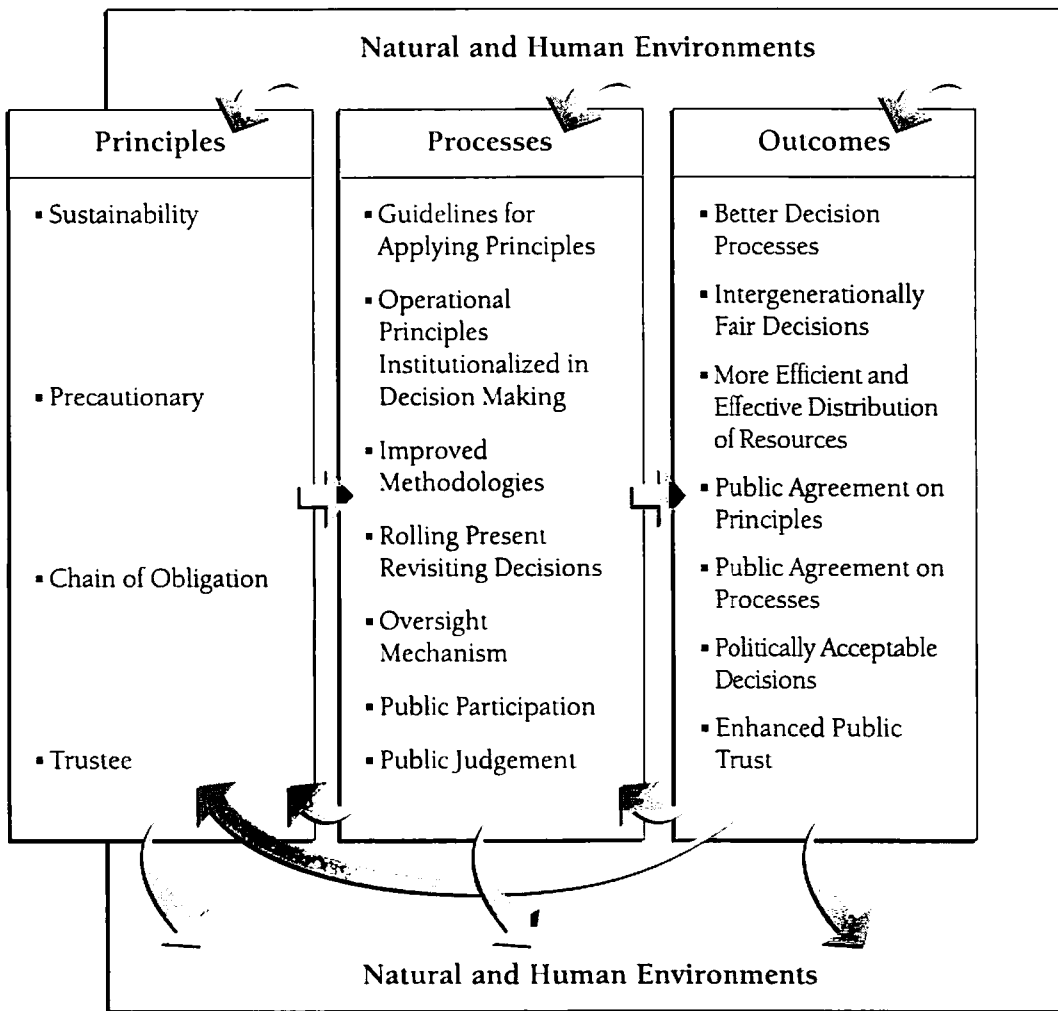 Natural and Human Environments
Principles
▪ Sustainability
▪ Precautionary
▪ Chain of Obligation
▪ Trustee
Processes
▪ Guidelines for
Applying Principles
▪ Operational
Principles
Institutionalized in
Decision Making
▪ Improved
Methodologies
▪ Rolling Present
Revisiting Decisions
▪ Oversight
Mechanism
▪ Public Participation
▪ Public Judgement
Outcomes
▪ Better Decision
Processes
▪ Intergenerationally
Fair Decisions
▪ More Efficient and
Effective Distribution
of Resources
▪ Public Agreement on
Principles
▪ Public Agreement on
Processes
▪ Politically Acceptable
Decisions
▪ Enhanced Public
Trust
Natural and Human Environments